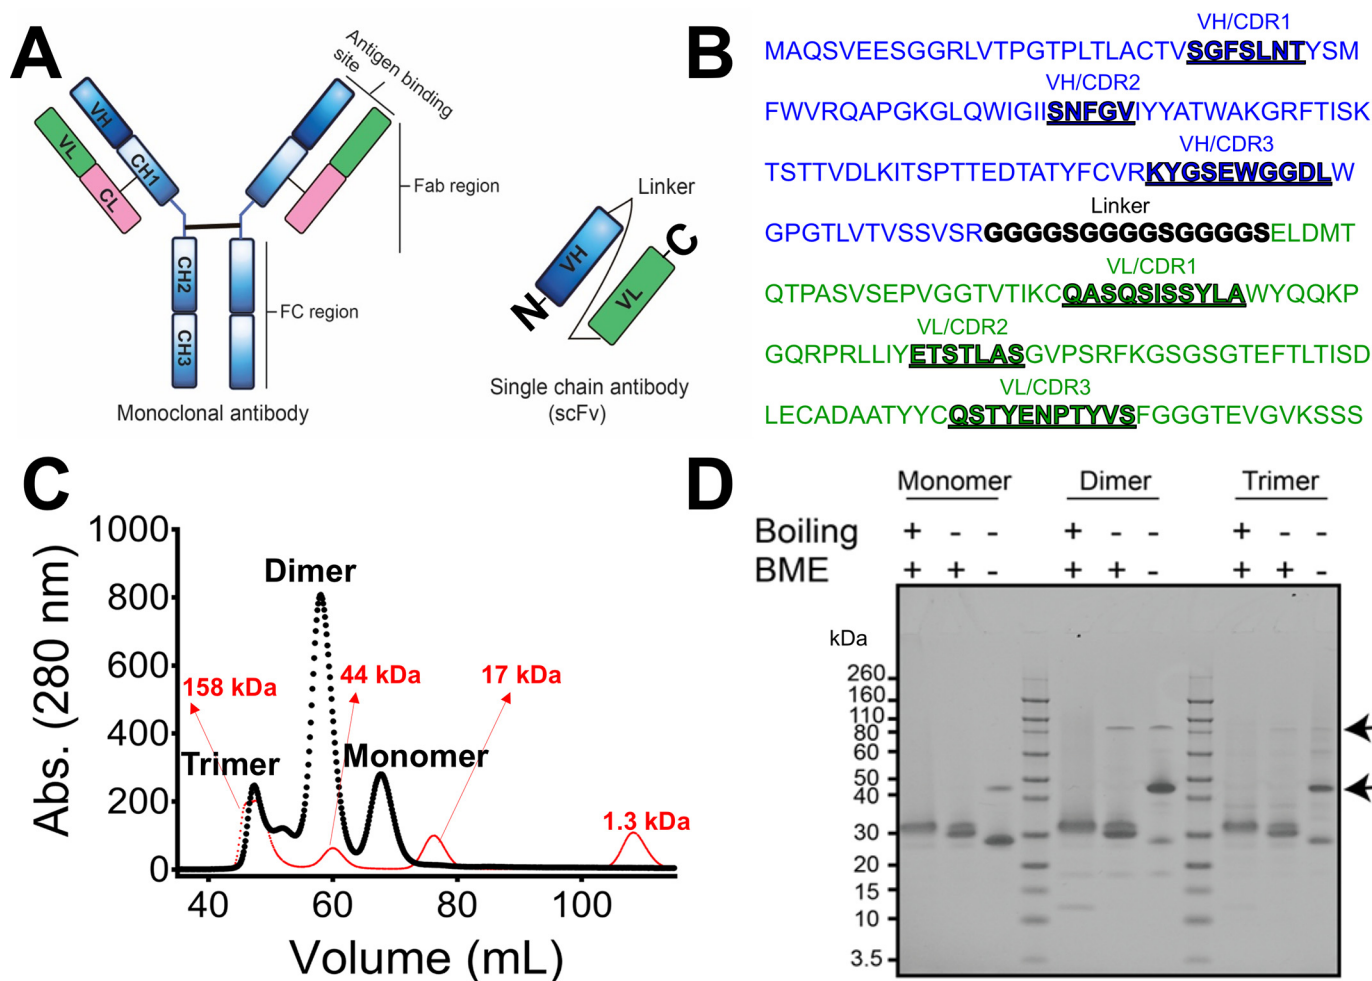 A
VH
VL
CH1
CL
CH2
CH3
Antigen binding
site
Fab region
FC region
Monoclonal antibody
Linker
VH
VL
N
C
Single chain antibody
(scFv)
B
VH/CDR1
MAQSVEESGGRLVTPGTPLTLACTVSGFSLNTYSM
VH/CDR2
FWVRQAPGKGLQWIGIISNFGVIYYATWAKGRFTISK
VH/CDR3
TSTTVDLKITSPTTEDTATYFCVRKYGSEWGGDLW
Linker
GPGTLVTVSSVSRGGGGSGGGGSGGGGSELDMT
VL/CDR1
QTPASVSEPVGGTVTIKCQASQSISSYLAWYQQKP
VL/CDR2
GQRPRLLIYETSTLASGVPSRFKGSGSGTEFTLTISD
VL/CDR3
LECADAATYYCQSTYENPTYVSFGGGTEVGVKSSS
C
Abs. (280 nm)
1000
800
600
400
200
0
40
60
80
100
Volume (mL)
Trimer
Dimer
Monomer
158 kDa
44 kDa
17 kDa
1.3 kDa
D
Monomer Dimer Trimer
Boiling + - - + - - + - -
BME + + - + + - + + -
kDa
260
160
110
80
60
50
40
30
20
15
10
3.5